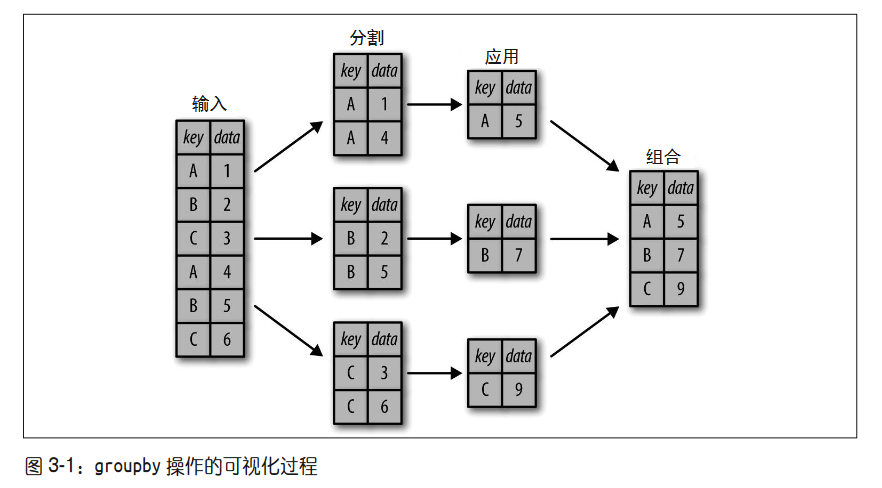 输入
key data
A 1
B 2
C 3
A 4
B 5
C 6
分割
key data
A 1
A 4
key data
B 2
B 5
key data
C 3
C 6
应用
key data
A 5
key data
B 7
key data
C 9
组合
key data
A 5
B 7
C 9
图 3-1：groupby 操作的可视化过程